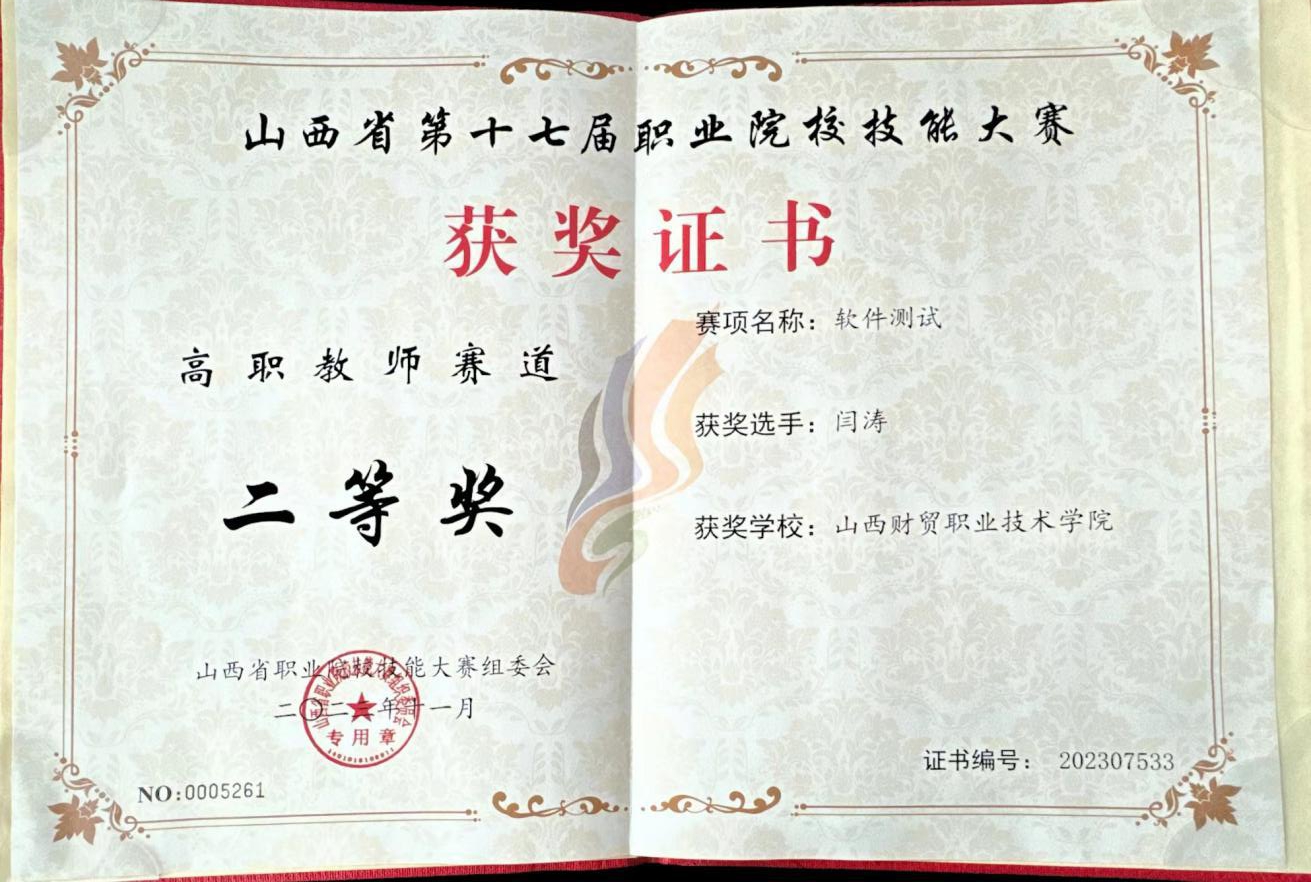 山西省第十七届职业院校技能大赛
获奖证书
高职教师赛道
二等奖
山西省职业院校技能大赛组委会
二〇二三年十一月
专用章
NO:0005261
赛项名称：软件测试
获奖选手：闫涛
获奖学校：山西财贸职业技术学院
证书编号： 202307533